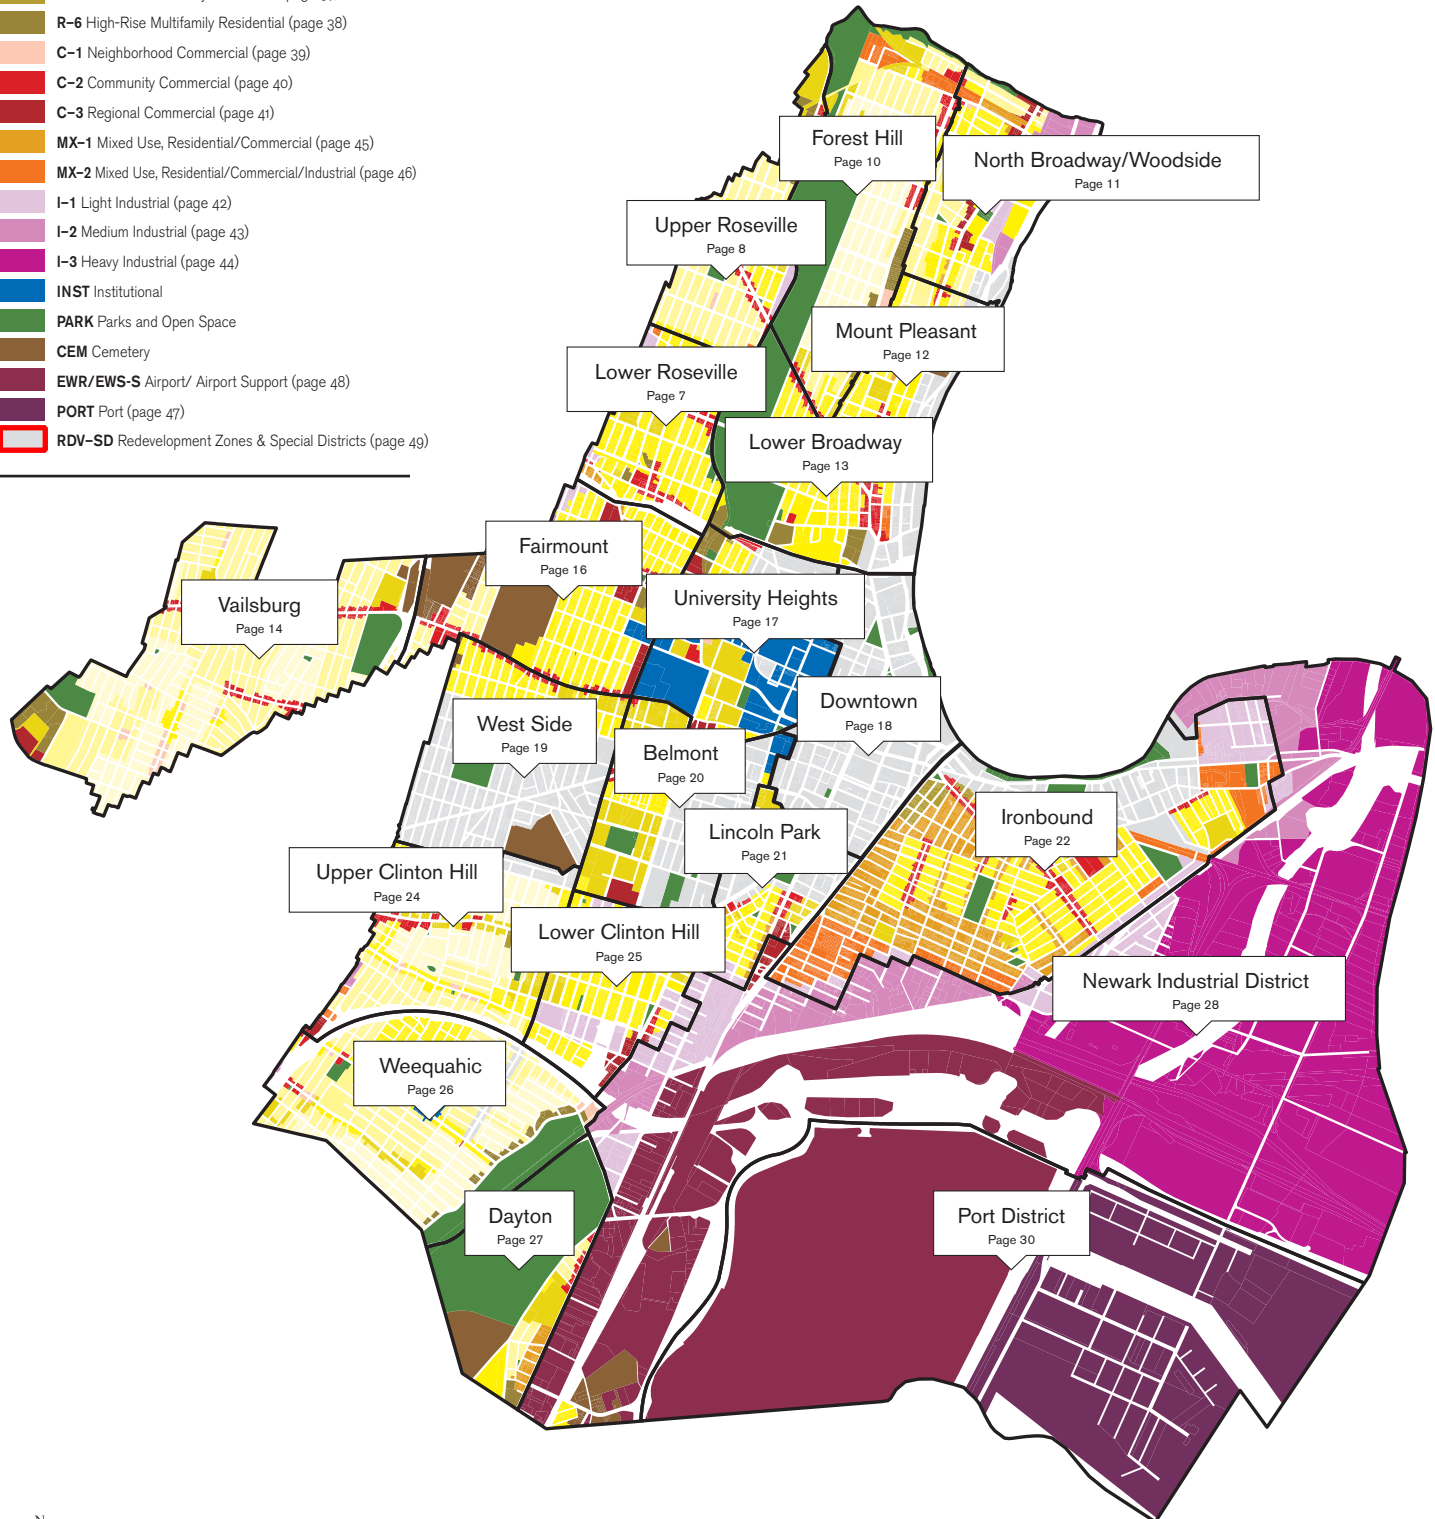 R–6 High-Rise Multifamily Residential (page 38)
C–1 Neighborhood Commercial (page 39)
C–2 Community Commercial (page 40)
C–3 Regional Commercial (page 41)
MX–1 Mixed Use, Residential/Commercial (page 45)
MX–2 Mixed Use, Residential/Commercial/Industrial (page 46)
I–1 Light Industrial (page 42)
I–2 Medium Industrial (page 43)
I–3 Heavy Industrial (page 44)
INST Institutional
PARK Parks and Open Space
CEM Cemetery
EWR/EWS-S Airport/ Airport Support (page 48)
PORT Port (page 47)
RDV–SD Redevelopment Zones & Special Districts (page 49)
Forest Hill
Page 10
North Broadway/Woodside
Page 11
Upper Roseville
Page 8
Mount Pleasant
Page 12
Lower Roseville
Page 7
Lower Broadway
Page 13
Fairmount
Page 16
Vailsburg
Page 14
University Heights
Page 17
Downtown
Page 18
West Side
Page 19
Belmont
Page 20
Lincoln Park
Page 21
Ironbound
Page 22
Upper Clinton Hill
Page 24
Lower Clinton Hill
Page 25
Newark Industrial District
Page 28
Weequahic
Page 26
Dayton
Page 27
Port District
Page 30
N